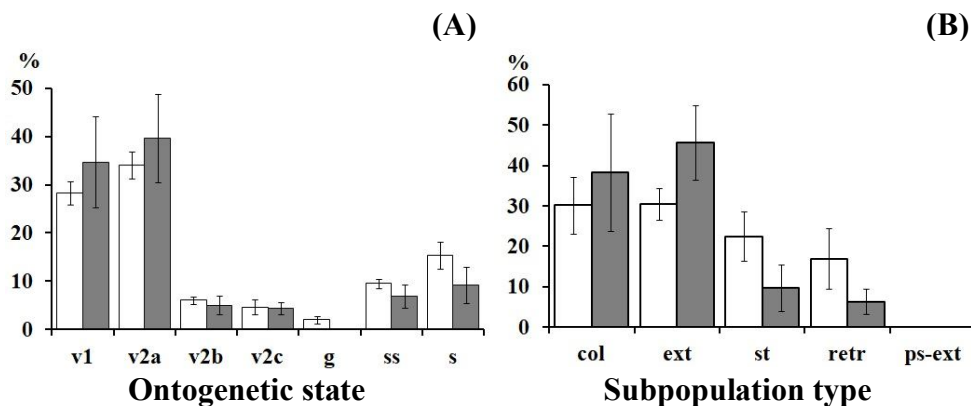 (A)
%
50
40
30
20
10
0
v1 v2a v2b v2c g ss s
Ontogenetic state
(B)
%
60
50
40
30
20
10
0
col ext st retr ps-ext
Subpopulation type